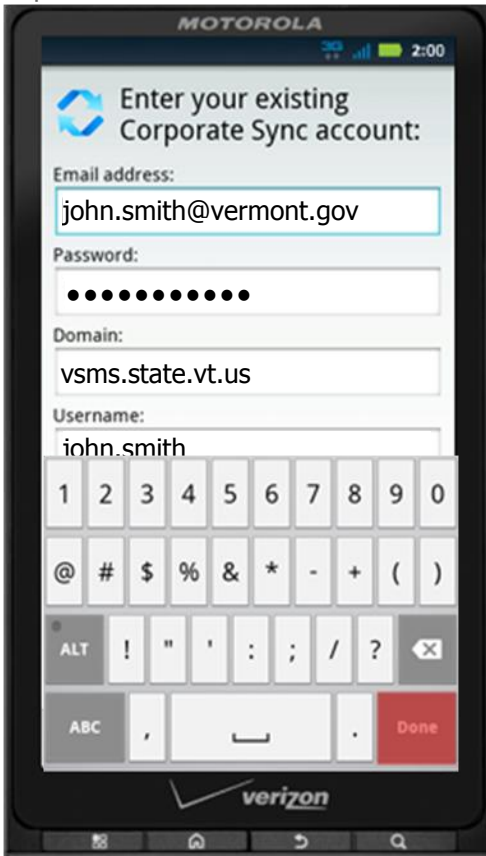 MOTOROLA
3G 2:00
Enter your existing
Corporate Sync account:
Email address:
john.smith@vermont.gov
Password:
●●●●●●●●●●●
Domain:
vsms.state.vt.us
Username:
john.smith
1 2 3 4 5 6 7 8 9 0
@ # $ % & * - + ( )
ALT ! " ' : ; / ?
ABC , . Done
verizon